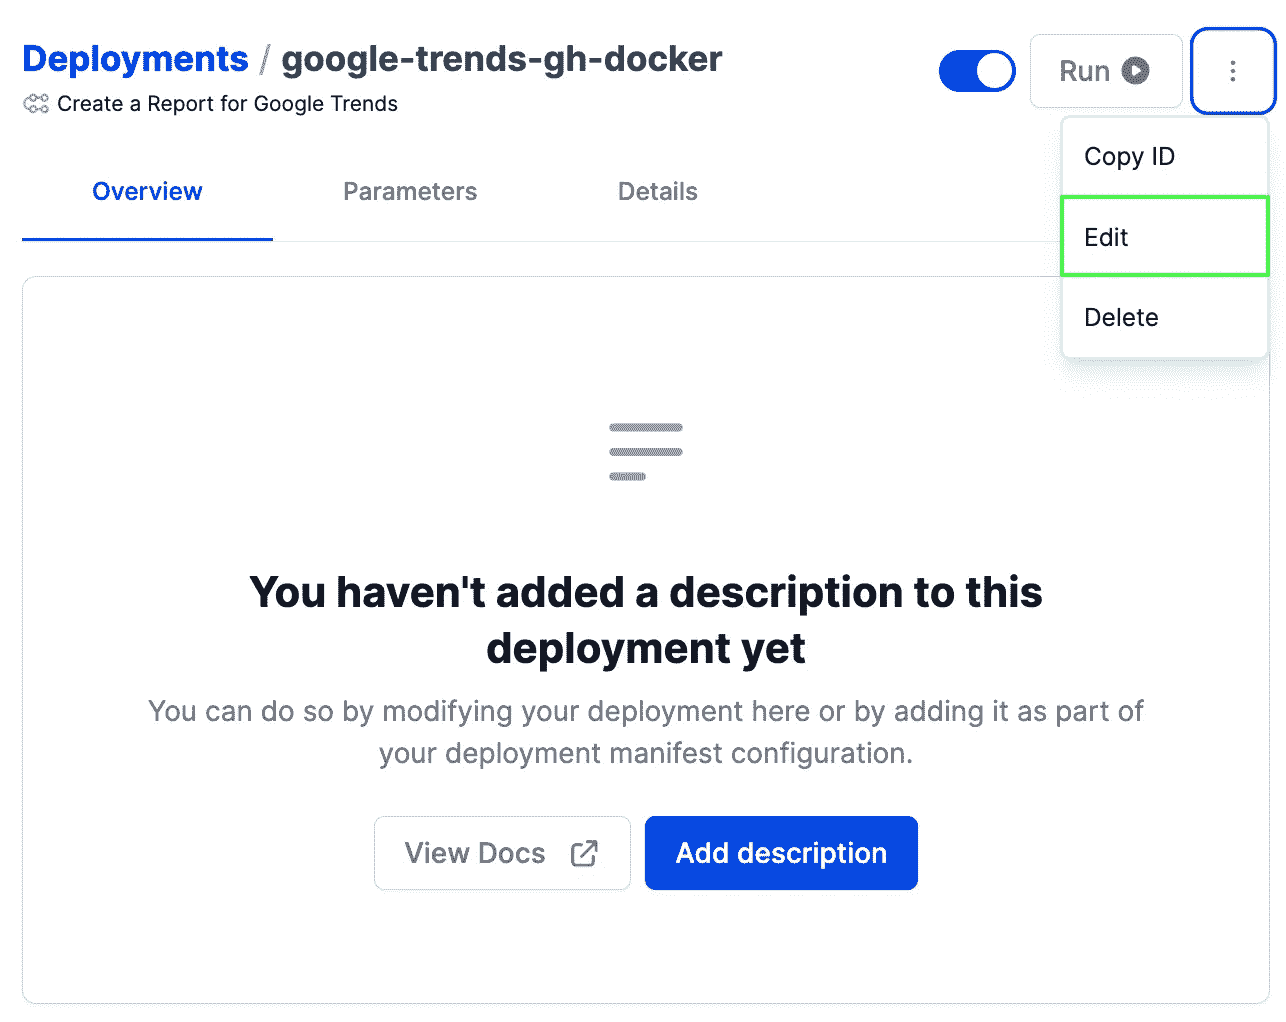 Deployments / google-trends-gh-docker
Run
Create a Report for Google Trends
Copy ID
Edit
Delete
Overview Parameters Details
You haven't added a description to this
deployment yet
You can do so by modifying your deployment here or by adding it as part of
your deployment manifest configuration.
View Docs
Add description